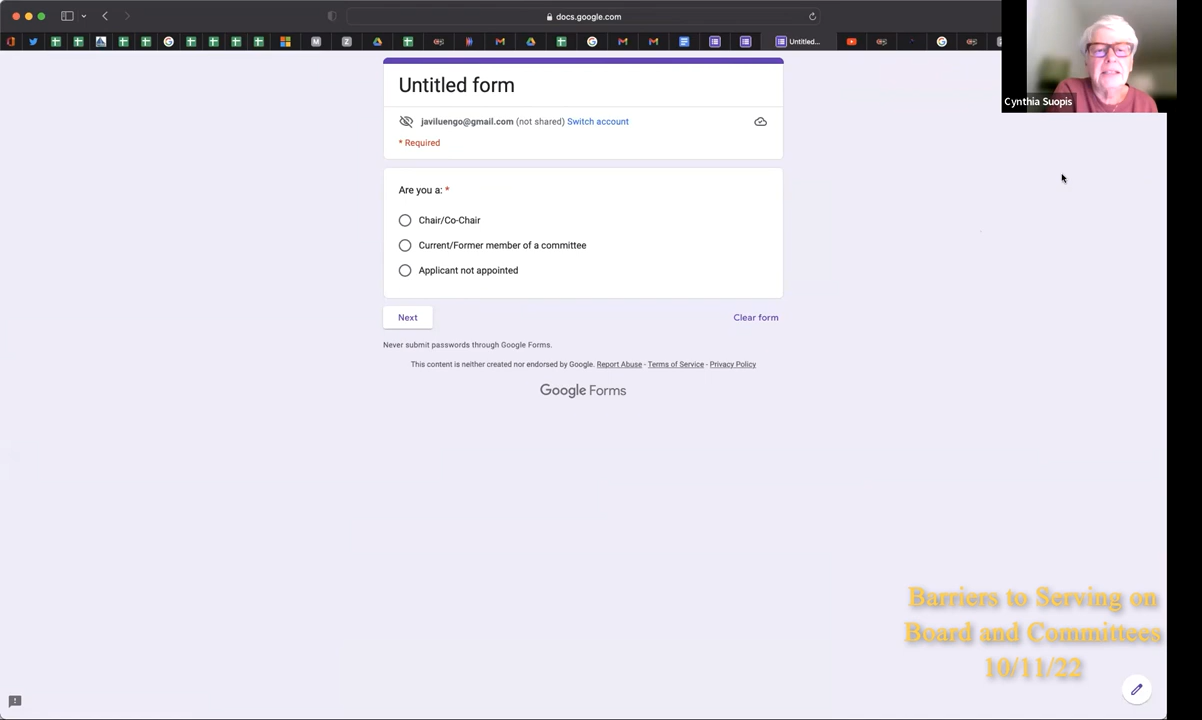 docs.google.com
Untitled...
Untitled form
javiluengo@gmail.com (not shared) Switch account
* Required
Are you a: *
Chair/Co-Chair
Current/Former member of a committee
Applicant not appointed
Next
Clear form
Never submit passwords through Google Forms.
This content is neither created nor endorsed by Google. Report Abuse - Terms of Service - Privacy Policy
Google Forms
Cynthia Suopis
Barriers to Serving on
Board and Committees
10/11/22